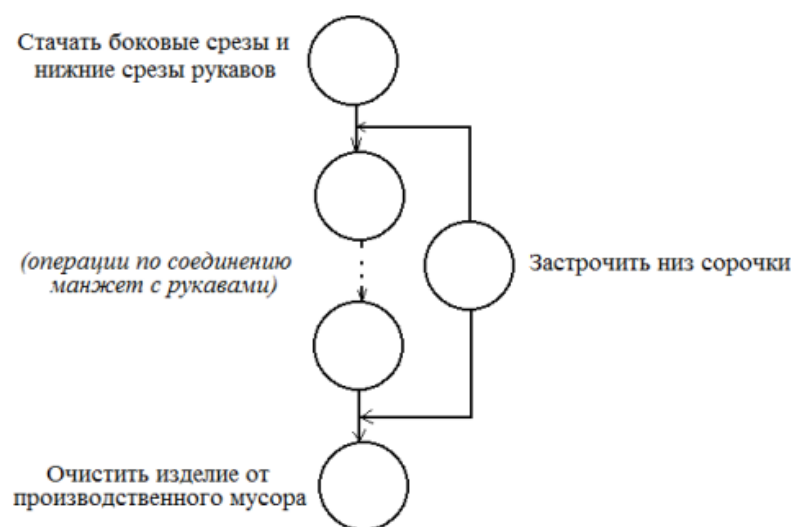 Стачать боковые срезы и
нижние срезы рукавов
(операции по соединению
манжет с рукавами)
Застрочить низ сорочки
Очистить изделие от
производственного мусора